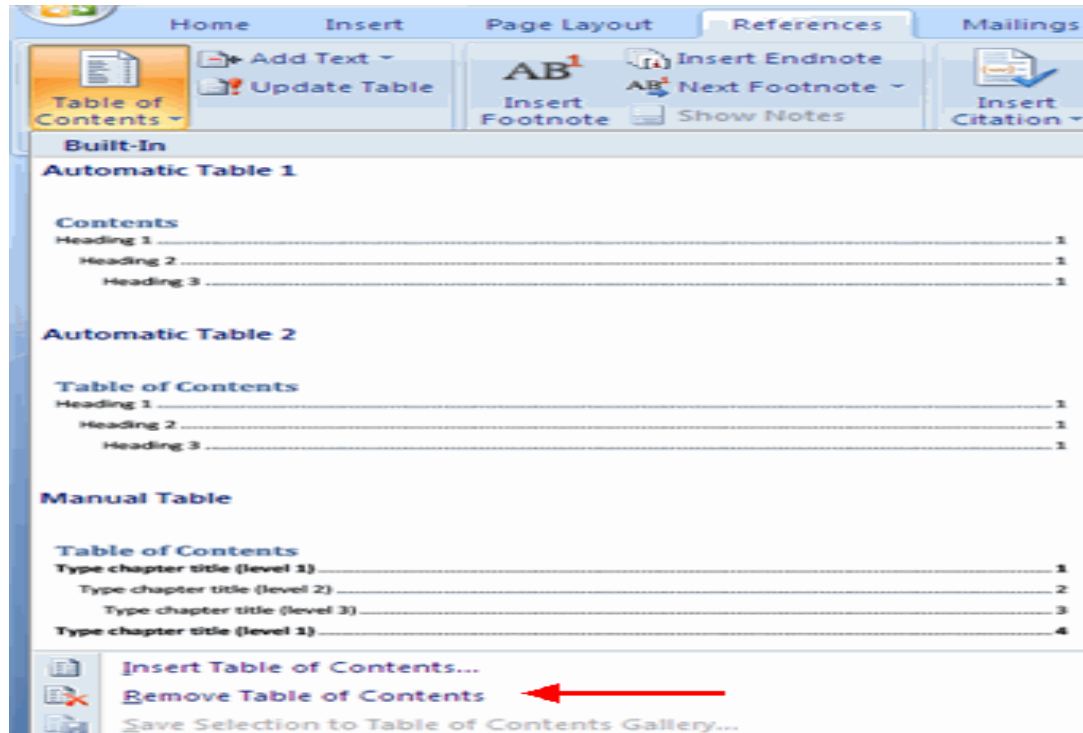 Home Insert Page Layout References Mailings
Add Text
Update Table
Table of
Contents
AB1
Insert
Footnote
Insert Endnote
AB1 Next Footnote
Show Notes
Insert
Citation
Built-In
Automatic Table 1
Contents
Heading 1 1
Heading 2 1
Heading 3 1
Automatic Table 2
Table of Contents
Heading 1 1
Heading 2 1
Heading 3 1
Manual Table
Table of Contents
Type chapter title (level 1) 1
Type chapter title (level 2) 2
Type chapter title (level 3) 3
Type chapter title (level 1) 4
Insert Table of Contents...
Remove Table of Contents
Save Selection to Table of Contents Gallery...